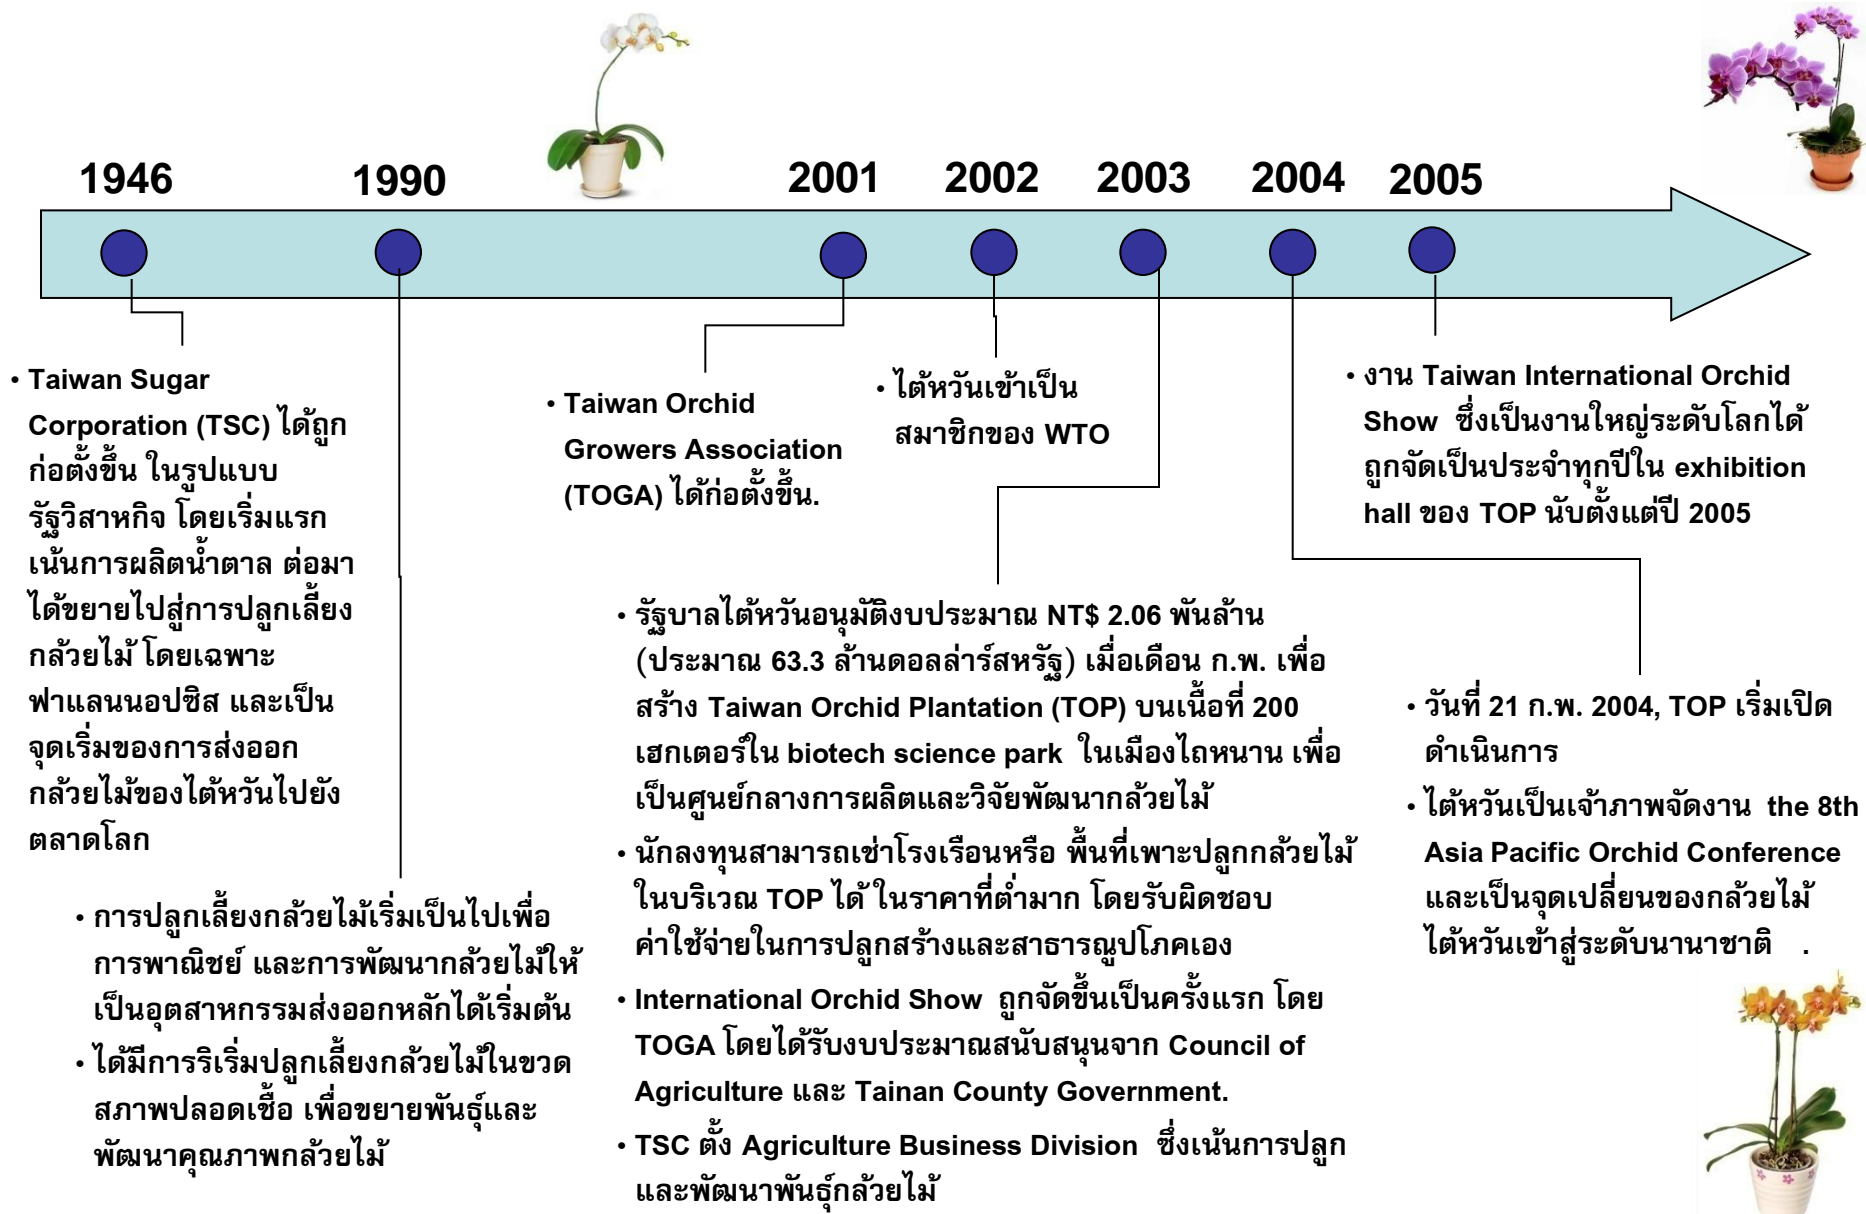 1946
1990
2001
2002
2003
2004
2005
• Taiwan Sugar
Corporation (TSC) ได้ถูก
ก่อตั้งขึ้น ในรูปแบบ
รัฐวิสาหกิจ โดยเริ่มแรก
เน้นการผลิตน้ำตาล ต่อมา
ได้ขยายไปสู่การปลูกเลี้ยง
กล้วยไม้ โดยเฉพาะ
ฟาแลนนอปซิส และเป็น
จุดเริ่มของการส่งออก
กล้วยไม้ของไต้หวันไปยัง
ตลาดโลก
• การปลูกเลี้ยงกล้วยไม้เริ่มเป็นไปเพื่อ
การพาณิชย์ และการพัฒนากล้วยไม้ให้
เป็นอุตสาหกรรมส่งออกหลักได้เริ่มต้น
• ได้มีการริเริ่มปลูกเลี้ยงกล้วยไม้ในขวด
สภาพปลอดเชื้อ เพื่อขยายพันธุ์และ
พัฒนาคุณภาพกล้วยไม้
• Taiwan Orchid
Growers Association
(TOGA) ได้ก่อตั้งขึ้น.
• ไต้หวันเข้าเป็น
สมาชิกของ WTO
• รัฐบาลไต้หวันอนุมัติงบประมาณ NT$ 2.06 พันล้าน
(ประมาณ 63.3 ล้านดอลล่าร์สหรัฐ) เมื่อเดือน ก.พ. เพื่อ
สร้าง Taiwan Orchid Plantation (TOP) บนเนื้อที่ 200
เฮกเตอร์ใน biotech science park ในเมืองไถหนาน เพื่อ
เป็นศูนย์กลางการผลิตและวิจัยพัฒนากล้วยไม้
• นักลงทุนสามารถเช่าโรงเรือนหรือ พื้นที่เพาะปลูกกล้วยไม้
ในบริเวณ TOP ได้ ในราคาที่ต่ำมาก โดยรับผิดชอบ
ค่าใช้จ่ายในการปลูกสร้างและสาธารณูปโภคเอง
• International Orchid Show ถูกจัดขึ้นเป็นครั้งแรก โดย
TOGA โดยได้รับงบประมาณสนับสนุนจาก Council of
Agriculture และ Tainan County Government.
• TSC ตั้ง Agriculture Business Division ซึ่งเน้นการปลูก
และพัฒนาพันธุ์กล้วยไม้
• วันที่ 21 ก.พ. 2004, TOP เริ่มเปิด
ดำเนินการ
• ไต้หวันเป็นเจ้าภาพจัดงาน the 8th
Asia Pacific Orchid Conference
และเป็นจุดเปลี่ยนของกล้วยไม้
ไต้หวันเข้าสู่ระดับนานาชาติ .
• งาน Taiwan International Orchid
Show ซึ่งเป็นงานใหญ่ระดับโลกได้
ถูกจัดเป็นประจำทุกปีใน exhibition
hall ของ TOP นับตั้งแต่ปี 2005